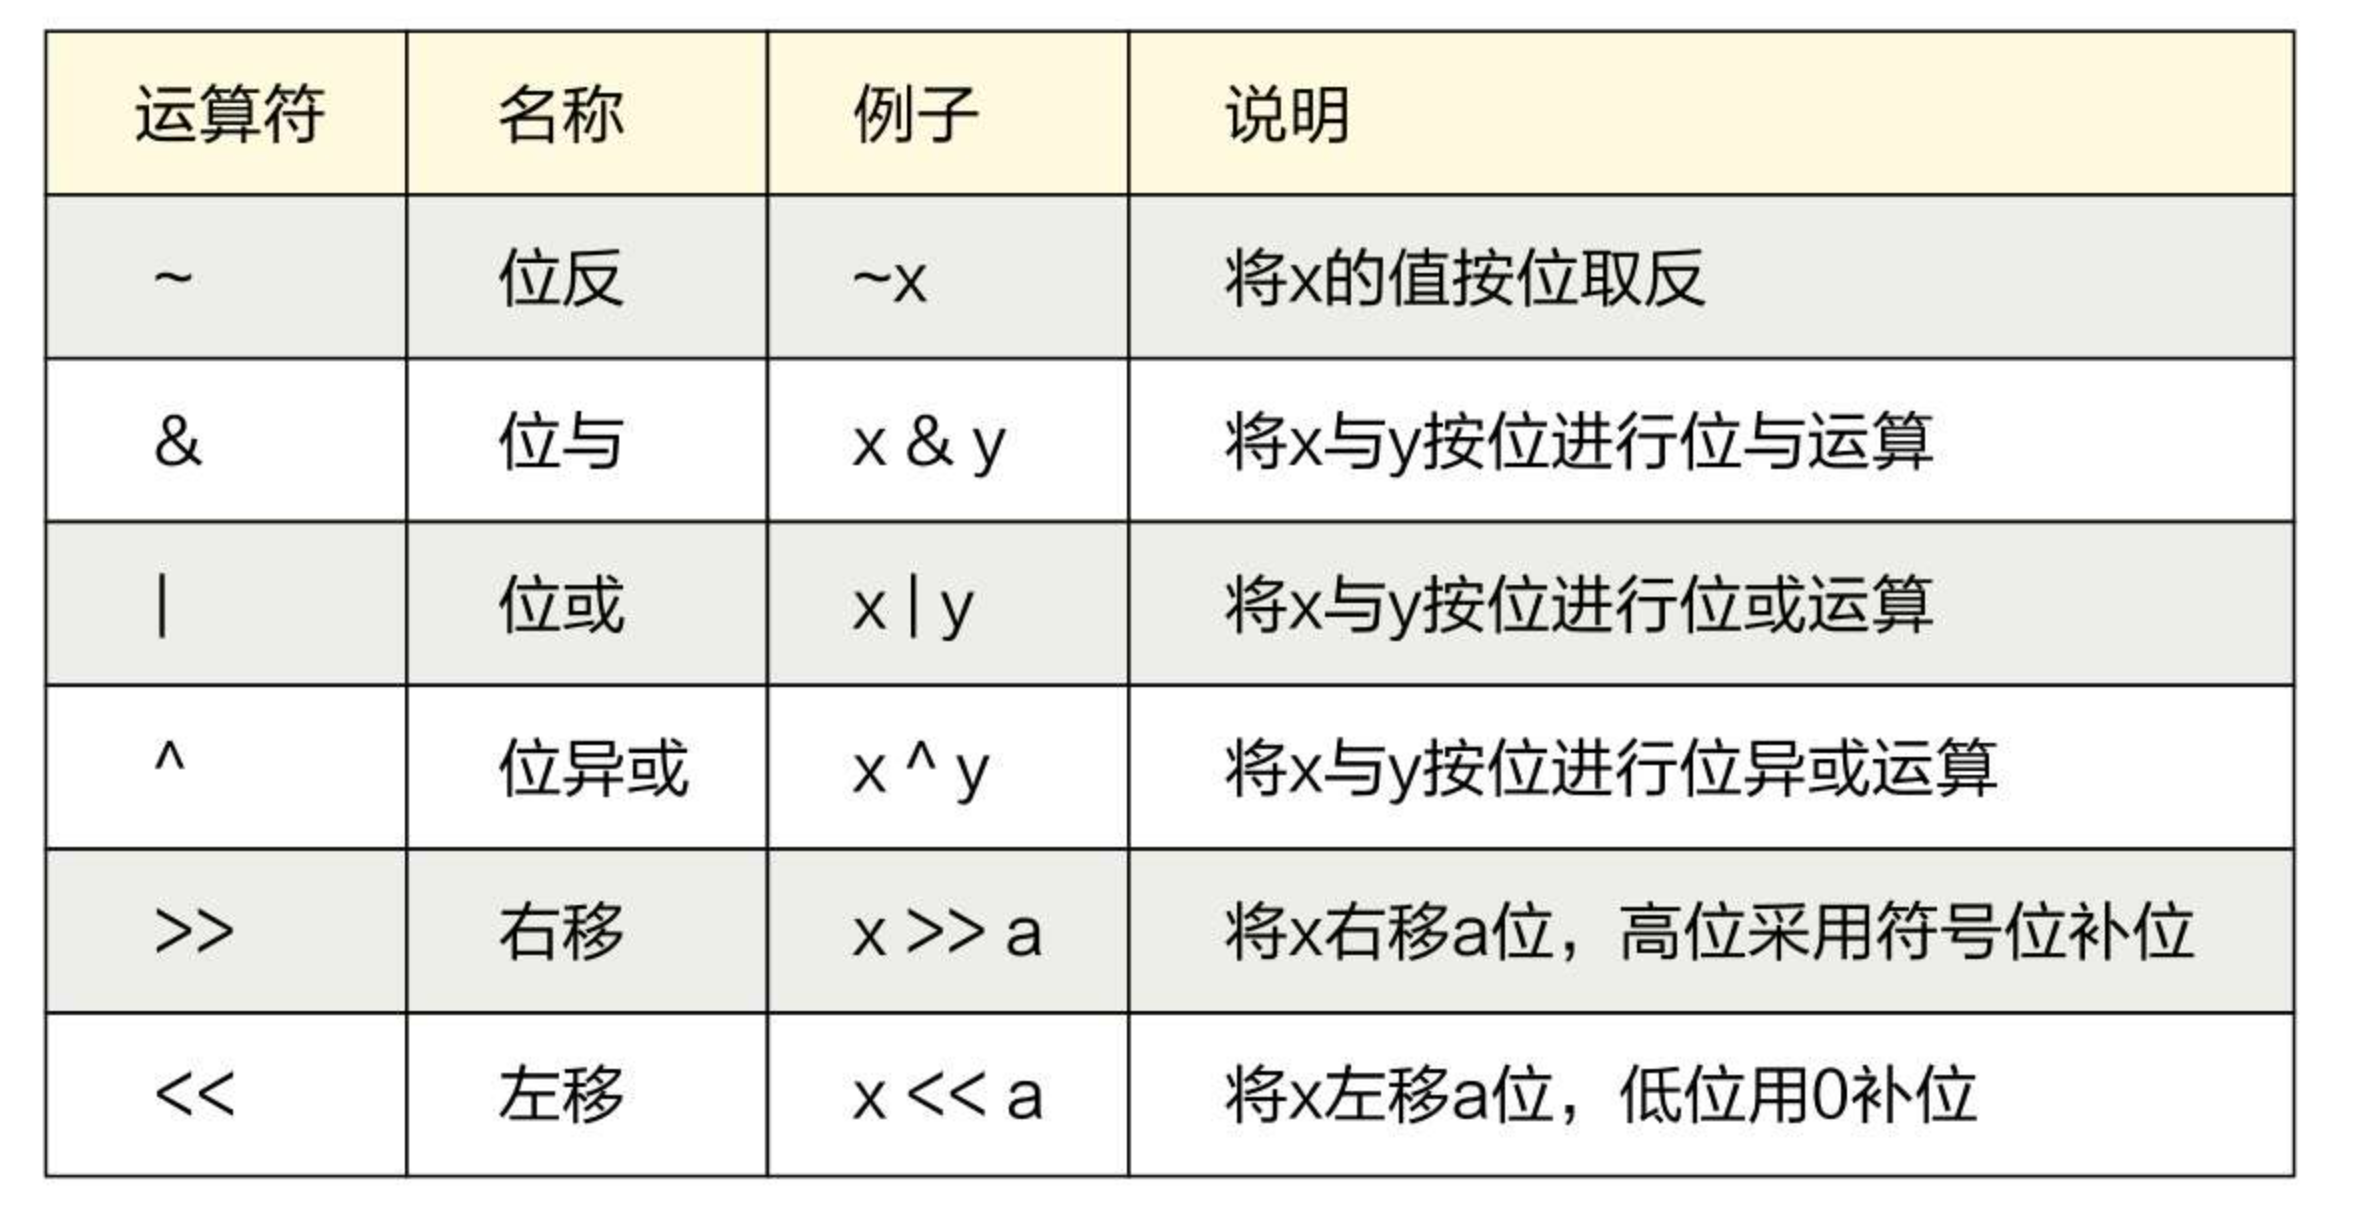 运算符 名称 例子 说明
~ 位反 ~x 将x的值按位取反
& 位与 x & y 将x与y按位进行位与运算
| 位或 x | y 将x与y按位进行位或运算
^ 位异或 x ^ y 将x与y按位进行位异或运算
>> 右移 x >> a 将x右移a位，高位采用符号位补位
<< 左移 x << a 将x左移a位，低位用0补位